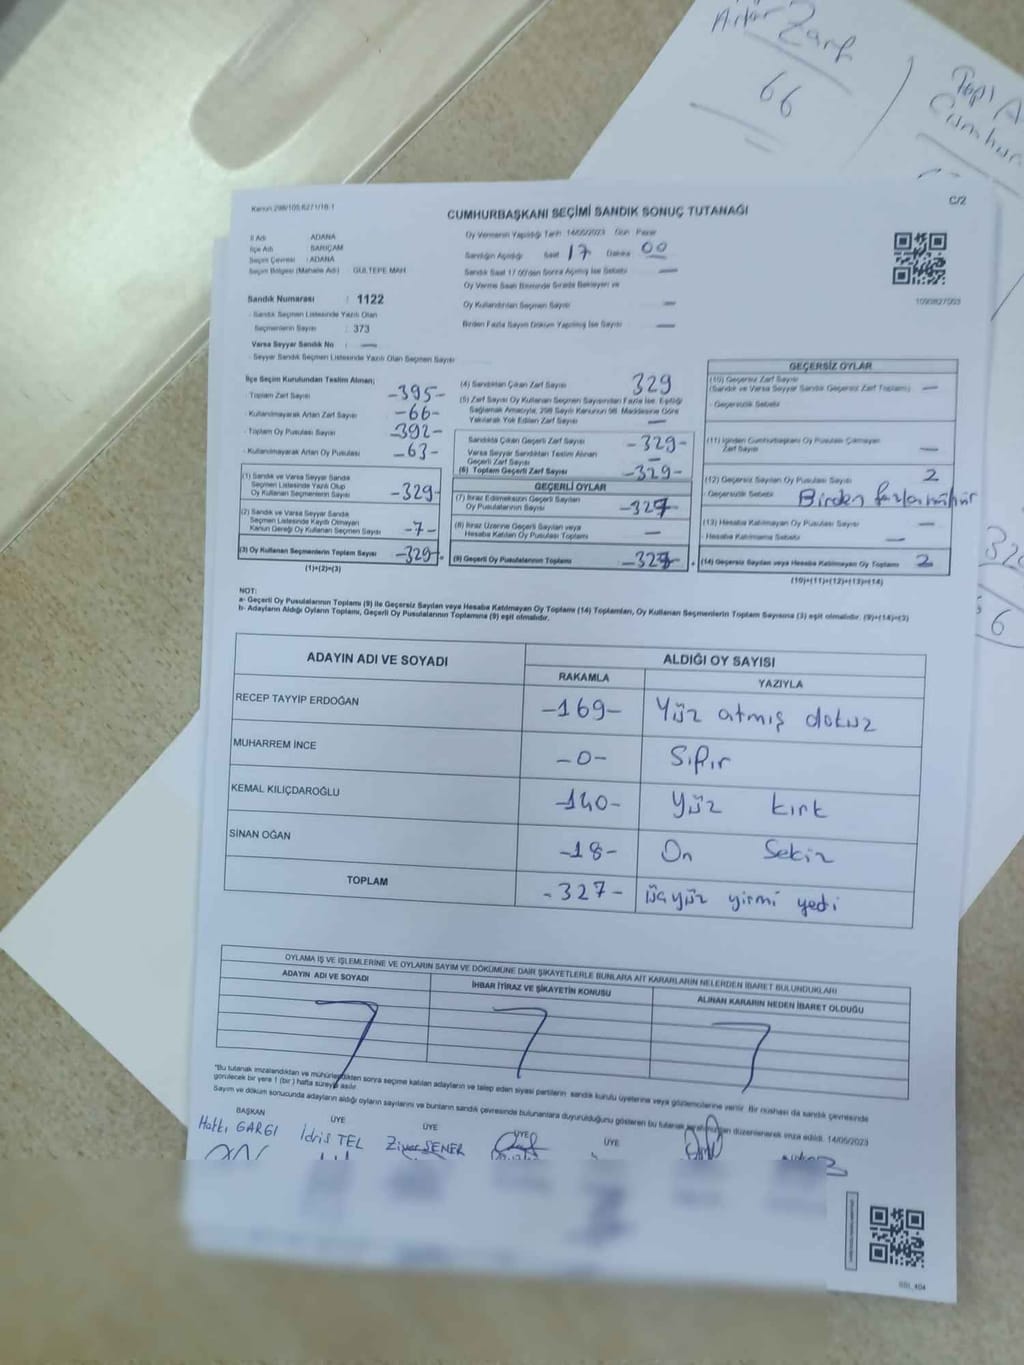 Artan Zarf
66
Kanun 298/105,6271/18-1
C/2
CUMHURBAŞKANI SEÇİMİ SANDIK SONUÇ TUTANAĞI
İl Adı : ADANA
İlçe Adı : SARIÇAM
Seçim Çevresi : ADANA
Seçim Bölgesi (Mahalle Adı) : GÜLTEPE MAH.
Sandık Numarası : 1122
Sandık Seçmen Listesinde Yazılı Olan
Seçmenlerin Sayısı : 373
Varsa Seyyar Sandık No : —
Seyyar Sandık Seçmen Listesinde Yazılı Olan Seçmen Sayısı
Oy Vermenin Yapıldığı Tarih 14/05/2023 Gün Pazar
Sandığın Açıldığı Saat 17 Dakika 00
Sandık Saat 17.00'den Sonra Açılmış İse Sebebi —
Oy Verme Saati Bitiminde Sırada Bekleyen ve
Oy Kullandırılan Seçmen Sayısı —
Birden Fazla Sayım Döküm Yapılmış İse Sayısı —
1090827003
İlçe Seçim Kurulundan Teslim Alınan;
Toplam Zarf Sayısı -395-
Kullanılmayarak Artan Zarf Sayısı -66-
Toplam Oy Pusulası Sayısı 392-
Kullanılmayarak Artan Oy Pusulası -63-
(1) Sandık ve Varsa Seyyar Sandık
Seçmen Listesinde Yazılı Olup
Oy Kullanan Seçmenlerin Sayısı -329-
(2) Sandık ve Varsa Seyyar Sandık
Seçmen Listesinde Kaydı Olmayan
Kanun Gereği Oy Kullanan Seçmen Sayısı -7-
(3) Oy Kullanan Seçmenlerin Toplam Sayısı -329-
(1)+(2)=(3)
(4) Sandıktan Çıkan Zarf Sayısı 329
(5) Zarf Sayısı Oy Kullanan Seçmen Sayısından Fazla İse, Eşitliği
Sağlamak Amacıyla, 298 Sayılı Kanunun 98. Maddesine Göre
Yakılarak Yok Edilen Zarf Sayısı —
Sandıkta Çıkan Geçerli Zarf Sayısı -329-
Varsa Seyyar Sandıktan Teslim Alınan
Geçerli Zarf Sayısı —
(6) Toplam Geçerli Zarf Sayısı -329-
GEÇERLİ OYLAR
(7) İtiraz Edilmeksizin Geçerli Sayılan
Oy Pusulalarının Sayısı -327-
(8) İtiraz Üzerine Geçerli Sayılan veya
Hesaba Katılan Oy Pusulaları Toplamı —
(9) Geçerli Oy Pusulalarının Toplamı -327-
GEÇERSİZ OYLAR
(10) Geçersiz Zarf Sayısı
(Sandık ve Varsa Seyyar Sandık Geçersiz Zarf Toplamı) —
Geçersizlik Sebebi
(11) İçinden Cumhurbaşkanı Oy Pusulası Çıkmayan
Zarf Sayısı —
(12) Geçersiz Sayılan Oy Pusulası Sayısı 2
Geçersizlik Sebebi Birden fazla mühür
(13) Hesaba Katılmayan Oy Pusulası Sayısı —
Hesaba Katılmama Sebebi —
(14) Geçersiz Sayılan veya Hesaba Katılmayan Oy Toplamı 2
(10)+(11)+(12)+(13)=(14)
NOT:
a- Geçerli Oy Pusulalarının Toplamı (9) ile Geçersiz Sayılan veya Hesaba Katılmayan Oy Toplamı (14) Toplamları, Oy Kullanan Seçmenlerin Toplam Sayısına (3) eşit olmalıdır. (9)+(14)=(3)
b- Adayların Aldığı Oyların Toplamı, Geçerli Oy Pusulalarının Toplamına (9) eşit olmalıdır.
ADAYIN ADI VE SOYADI ALDIĞI OY SAYISI
RAKAMLA YAZIYLA
RECEP TAYYİP ERDOĞAN -169- Yüz atmış dokuz
MUHARREM İNCE -0- Sıfır
KEMAL KILIÇDAROĞLU -140- Yüz kırk
SİNAN OĞAN -18- On Sekiz
TOPLAM -327- üçyüz yirmi yedi
OYLAMA İŞ VE İŞLEMLERİNE VE OYLARIN SAYIM VE DÖKÜMÜNE DAİR ŞİKAYETLERLE BUNLARA AİT KARARLARIN NELERDEN İBARET BULUNDUKLARI
ADAYIN ADI VE SOYADI İHBAR İTİRAZ VE ŞİKAYETİN KONUSU ALINAN KARARIN NEDEN İBARET OLDUĞU
*Bu tutanak imzalandıktan ve mühürlendikten sonra seçime katılan adayların ve talep eden siyasi partilerin sandık kurulu üyelerine veya gözlemcilerine verilir. Bir nüshası da sandık çevresinde
görülecek bir yere 1 (bir) hafta süreyle asılır.
Sayım ve döküm sonucunda adayların aldığı oyların sayılarını ve bunların sandık çevresinde bulunanlara duyurulduğunu gösteren bu tutanak tarafımızdan düzenlenerek imza edildi. 14/05/2023
BAŞKAN ÜYE ÜYE ÜYE ÜYE
Hakkı GARGI İdris TEL Ziya ŞENER